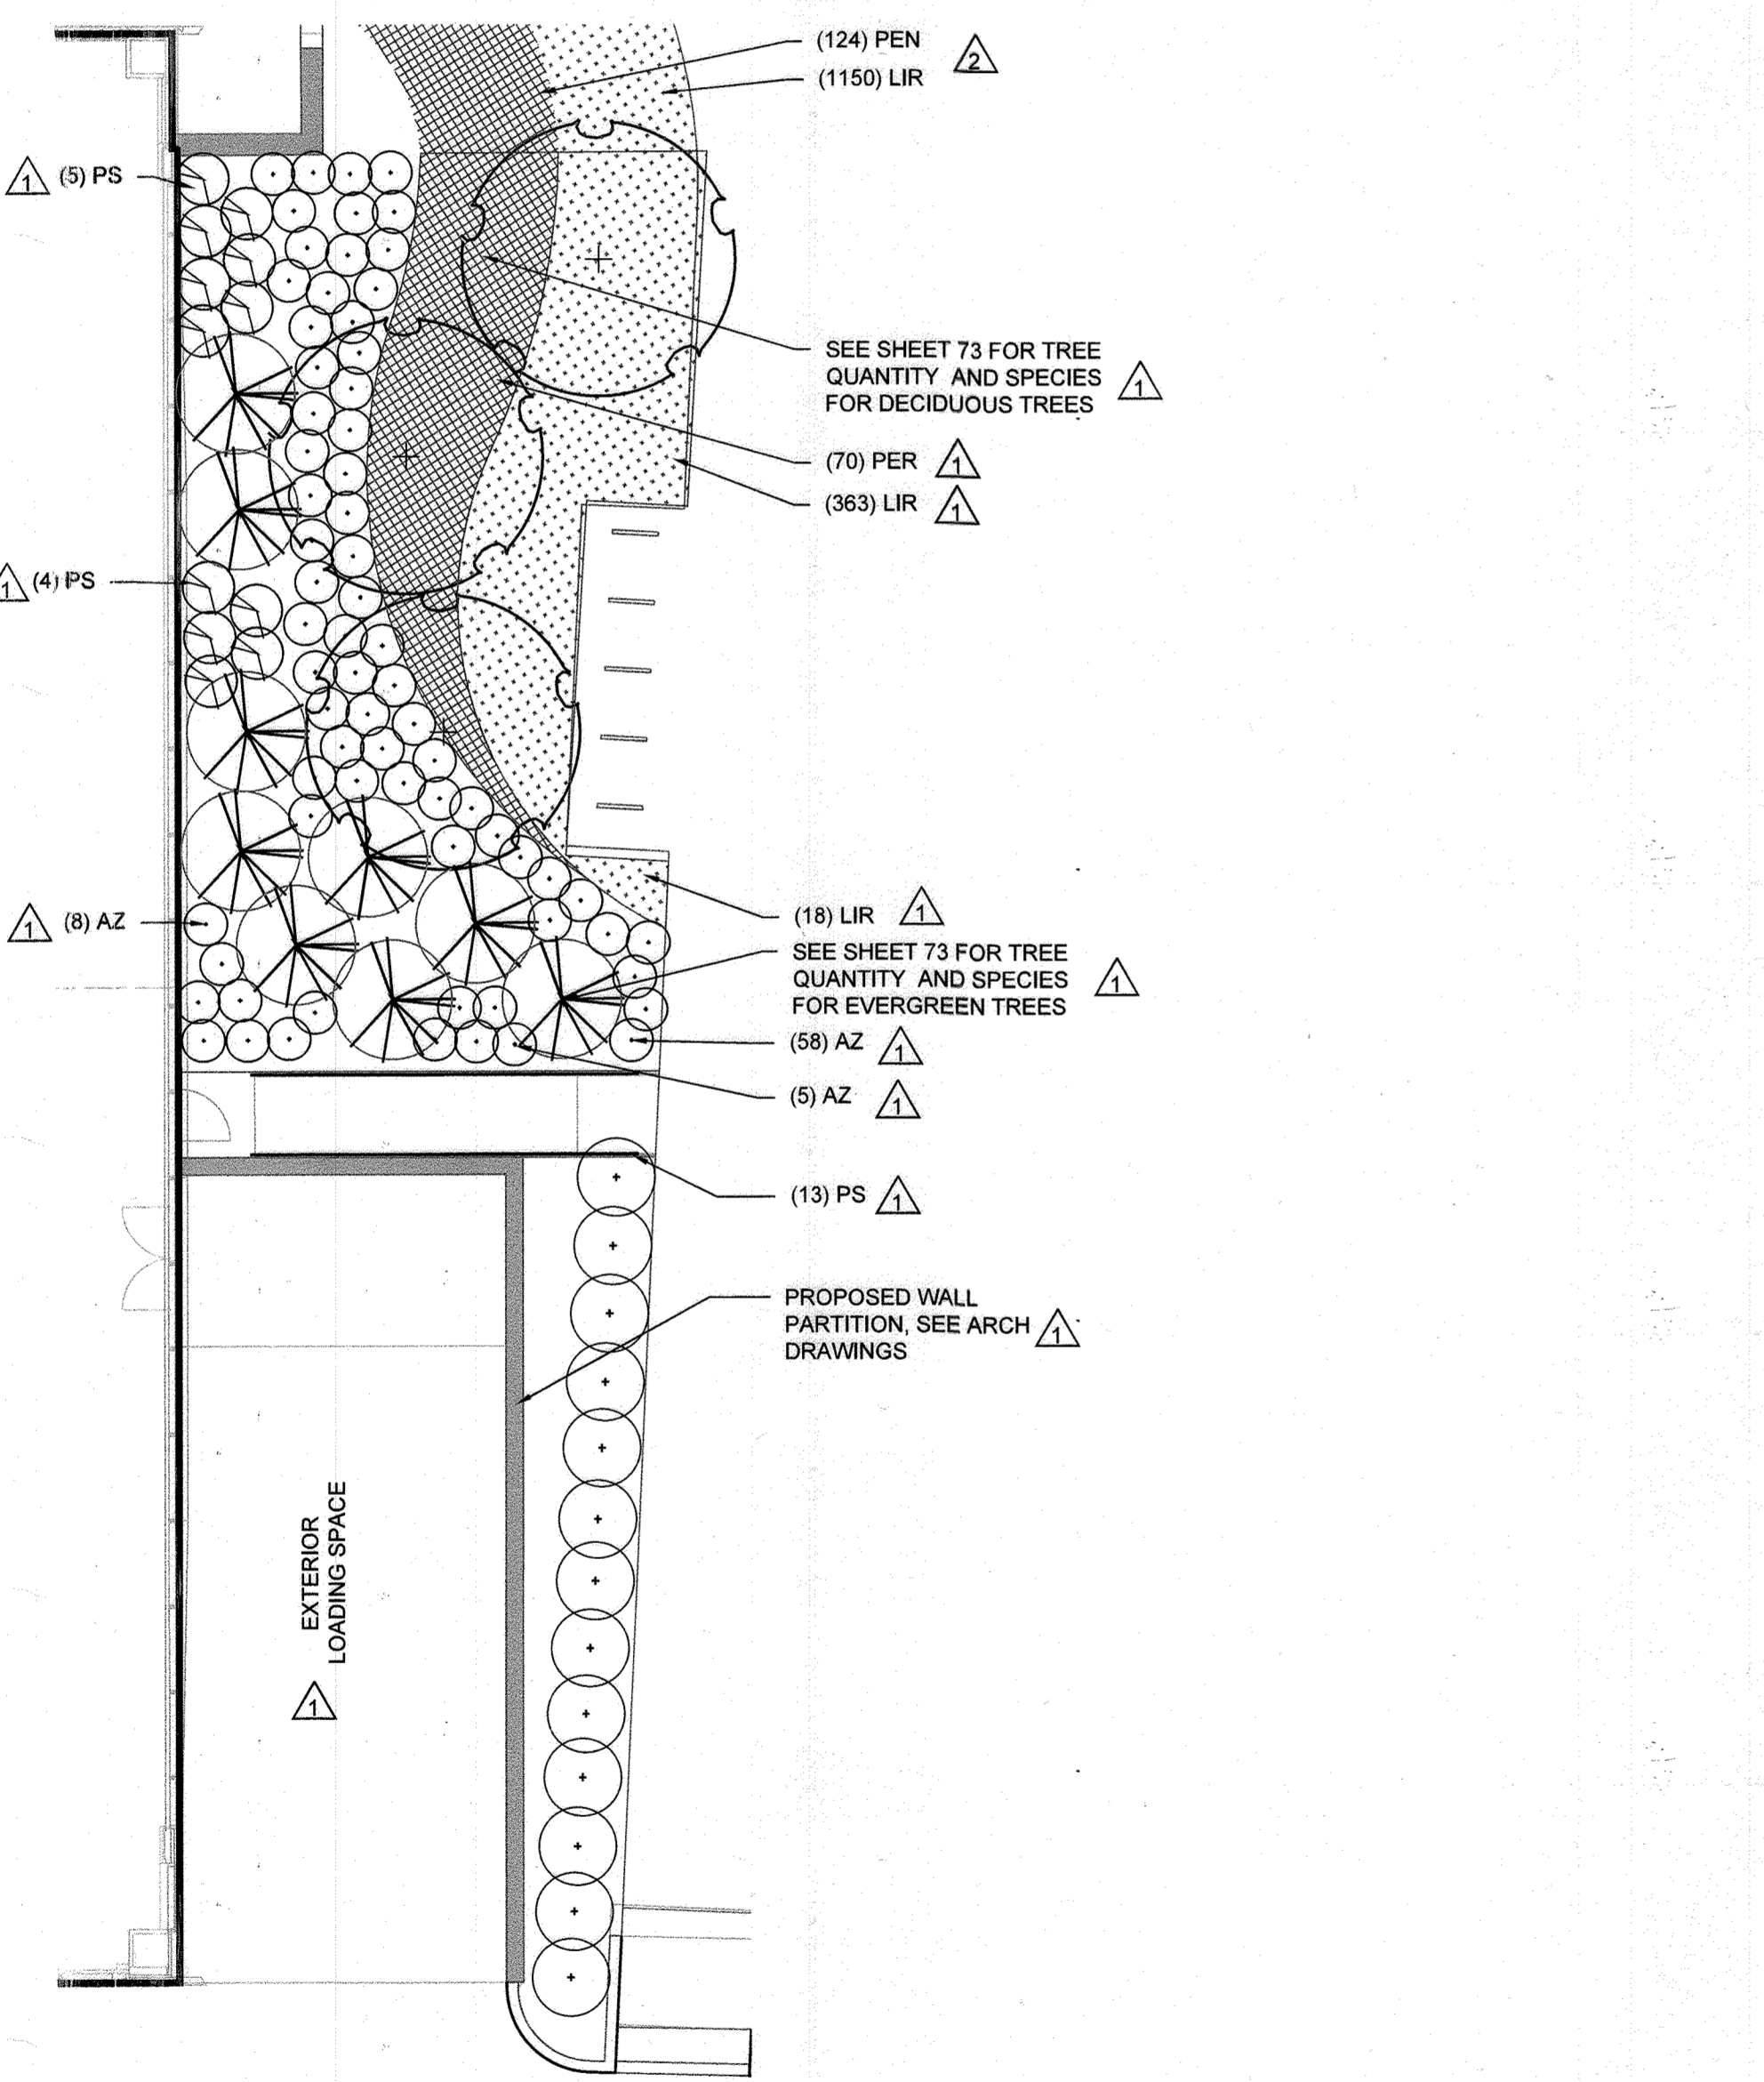 (124) PEN
2
(1150) LIR
1 (5) PS
SEE SHEET 73 FOR TREE
QUANTITY AND SPECIES 1
FOR DECIDUOUS TREES
(70) PER 1
(363) LIR 1
1 (4) PS
(18) LIR 1
1 (8) AZ
SEE SHEET 73 FOR TREE
QUANTITY AND SPECIES 1
FOR EVERGREEN TREES
(58) AZ 1
(5) AZ 1
(13) PS 1
PROPOSED WALL
PARTITION, SEE ARCH 1
DRAWINGS
EXTERIOR
LOADING SPACE
1